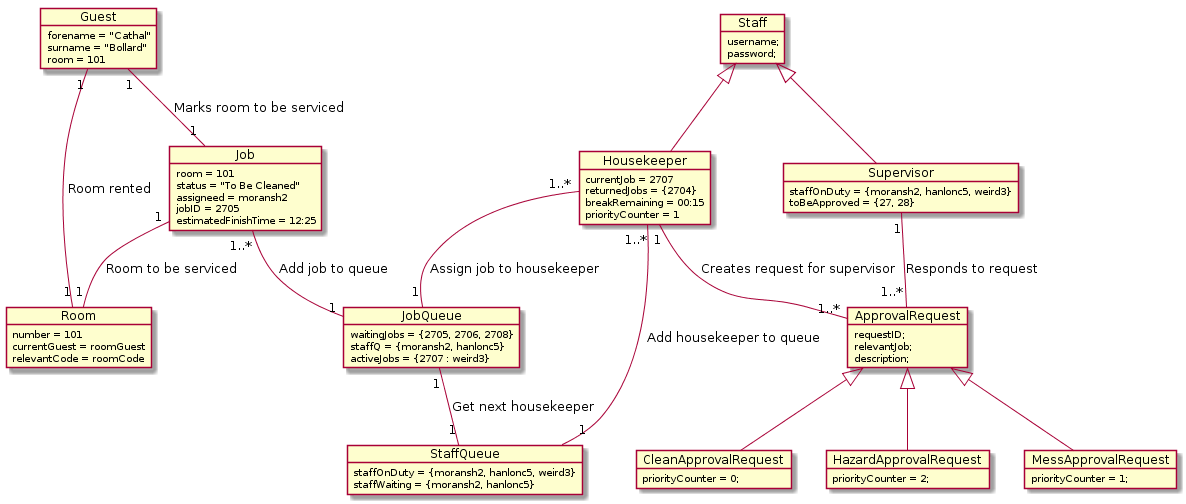 Guest
forename = "Cathal"
surname = "Bollard"
room = 101
Staff
username;
password;
1
1
Marks room to be serviced
1
Job
room = 101
status = "To Be Cleaned"
assigneed = moransh2
jobID = 2705
estimatedFinishTime = 12:25
Housekeeper
currentJob = 2707
returnedJobs = {2704}
breakRemaining = 00:15
priorityCounter = 1
Supervisor
staffOnDuty = {moransh2, hanlonc5, weird3}
toBeApproved = {27, 28}
Room rented
1..*
1
1..*
1..*
1
1
Room to be serviced
Add job to queue
Assign job to housekeeper
Creates request for supervisor
Responds to request
1
1
1
1
1..*
1..*
Room
number = 101
currentGuest = roomGuest
relevantCode = roomCode
JobQueue
waitingJobs = {2705, 2706, 2708}
staffQ = {moransh2, hanlonc5}
activeJobs = {2707 : weird3}
ApprovalRequest
requestID;
relevantJob;
description;
Add housekeeper to queue
1
Get next housekeeper
1
1
StaffQueue
staffOnDuty = {moransh2, hanlonc5, weird3}
staffWaiting = {moransh2, hanlonc5}
CleanApprovalRequest
priorityCounter = 0;
HazardApprovalRequest
priorityCounter = 2;
MessApprovalRequest
priorityCounter = 1;